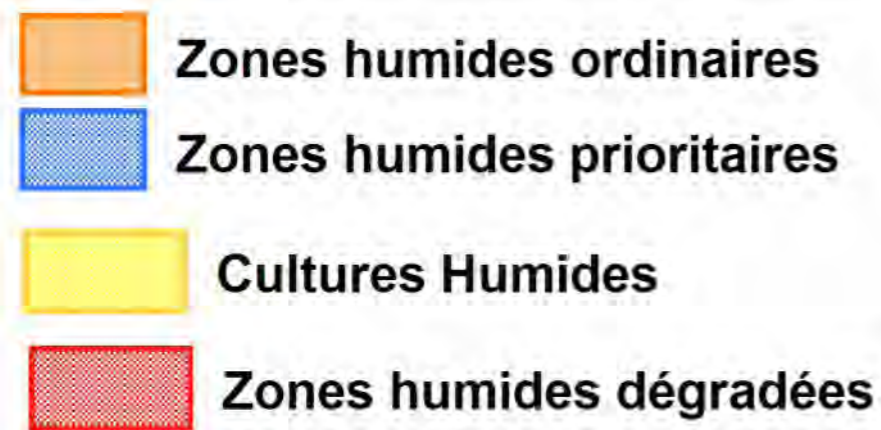 Zones humides ordinaires
Zones humides prioritaires
Cultures Humides
Zones humides dégradées